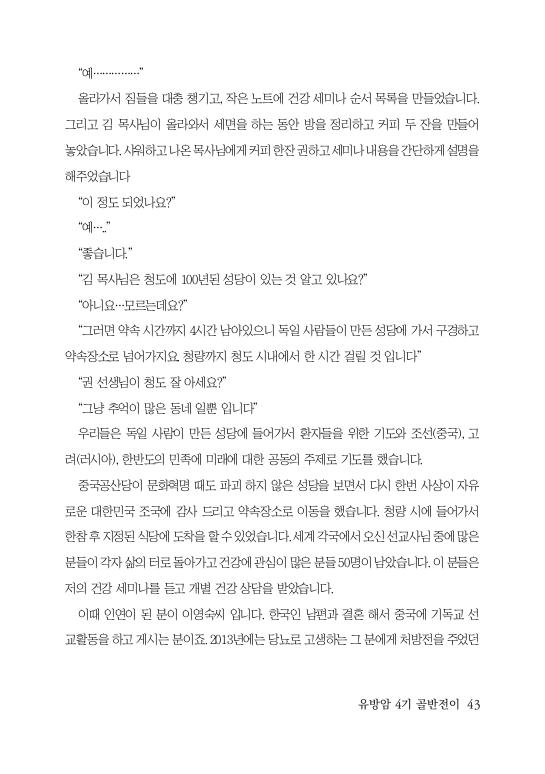 “예……………”
올라가서 짐들을 대충 챙기고, 작은 노트에 건강 세미나 순서 목록을 만들었습니다.
그리고 김 목사님이 올라와서 세면을 하는 동안 방을 정리하고 커피 두 잔을 만들어
놓았습니다. 샤워하고 나온 목사님에게 커피 한잔 권하고 세미나 내용을 간단하게 설명을
해주었습니다
“이 정도 되었나요?”
“예….”
“좋습니다.”
“김 목사님은 청도에 100년된 성당이 있는 것 알고 있나요?”
“아니요…모르는데요?”
“그러면 약속 시간까지 4시간 남아있으니 독일 사람들이 만든 성당에 가서 구경하고
약속장소로 넘어가지요. 청량까지 청도 시내에서 한 시간 걸릴 것 입니다”
“권 선생님이 청도 잘 아세요?”
“그냥 추억이 많은 동네 일뿐 입니다”
우리들은 독일 사람이 만든 성당에 들어가서 환자들을 위한 기도와 조선(중국), 고
려(러시아), 한반도의 민족에 미래에 대한 공동의 주제로 기도를 했습니다.
중국공산당이 문화혁명 때도 파괴 하지 않은 성당을 보면서 다시 한번 사상이 자유
로운 대한민국 조국에 감사 드리고 약속장소로 이동을 했습니다. 청량 시에 들어가서
한참 후 지정된 식당에 도착을 할 수 있었습니다. 세계 각국에서 오신 선교사님 중에 많은
분들이 각자 삶의 터로 돌아가고 건강에 관심이 많은 분들 50명이 남았습니다. 이 분들은
저의 건강 세미나를 듣고 개별 건강 상담을 받았습니다.
이때 인연이 된 분이 이영숙씨 입니다. 한국인 남편과 결혼 해서 중국에 기독교 선
교활동을 하고 게시는 분이죠. 2013년에는 당뇨로 고생하는 그 분에게 처방전을 주었던
유방암 4기 골반전이 43